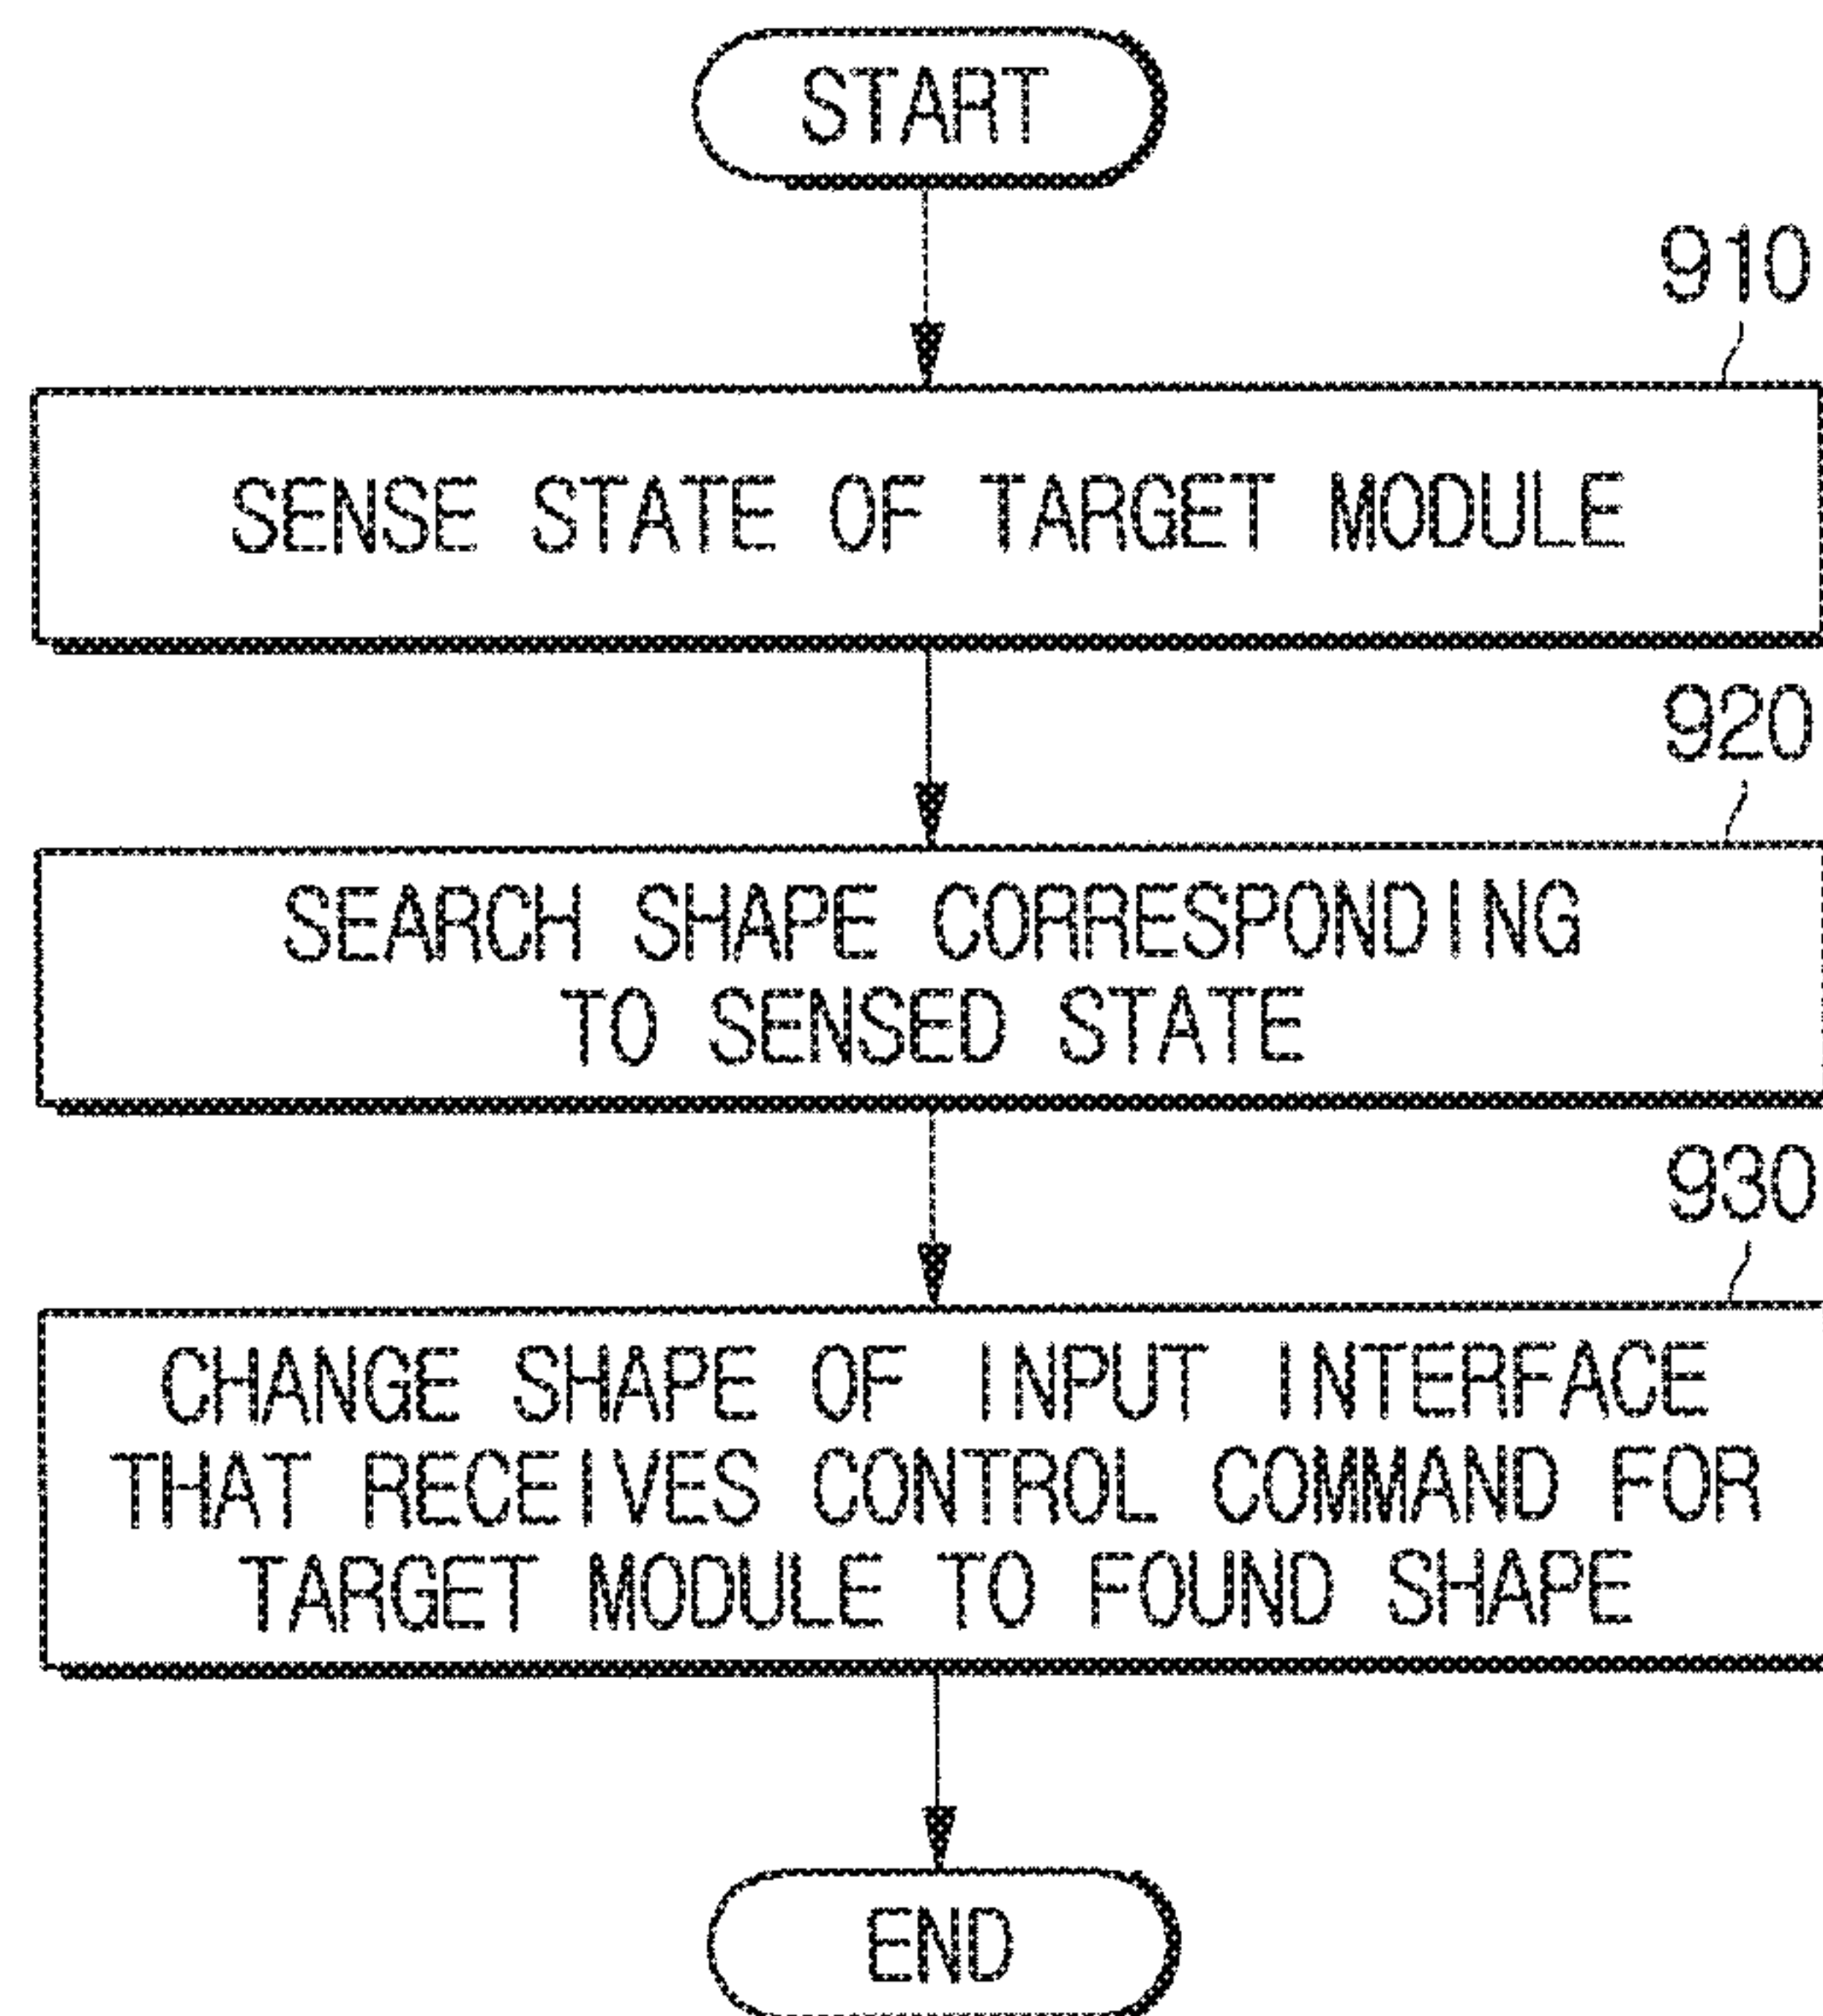 START
910
SENSE STATE OF TARGET MODULE
920
SEARCH SHAPE CORRESPONDING
TO SENSED STATE
930
CHANGE SHAPE OF INPUT INTERFACE
THAT RECEIVES CONTROL COMMAND FOR
TARGET MODULE TO FOUND SHAPE
END